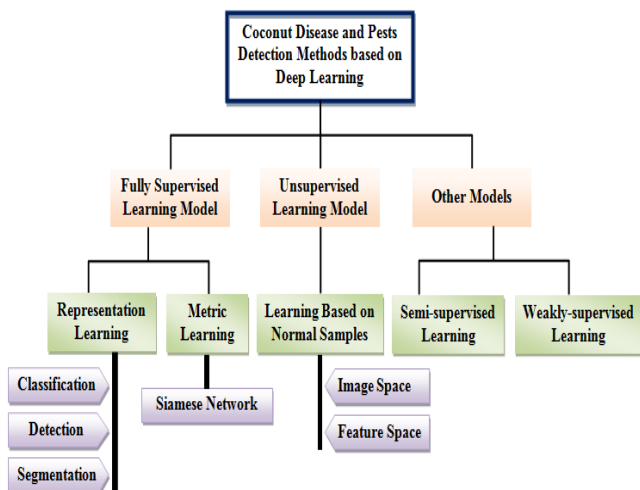 Coconut Disease and Pests
Detection Methods based on
Deep Learning
Fully Supervised
Learning Model
Unsupervised
Learning Model
Other Models
Representation
Learning
Metric
Learning
Learning Based on
Normal Samples
Semi-supervised
Learning
Weakly-supervised
Learning
Classification
Detection
Segmentation
Siamese Network
Image Space
Feature Space